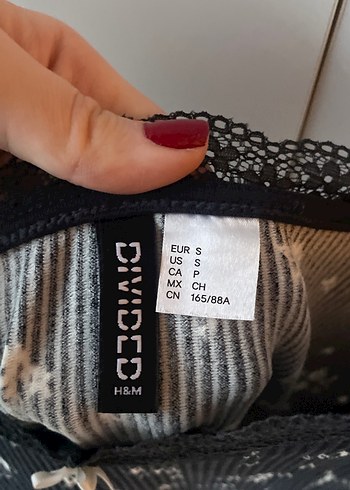 DIVIDED
H&M
EUR S
US S
CA P
MX CH
CN 165/88A